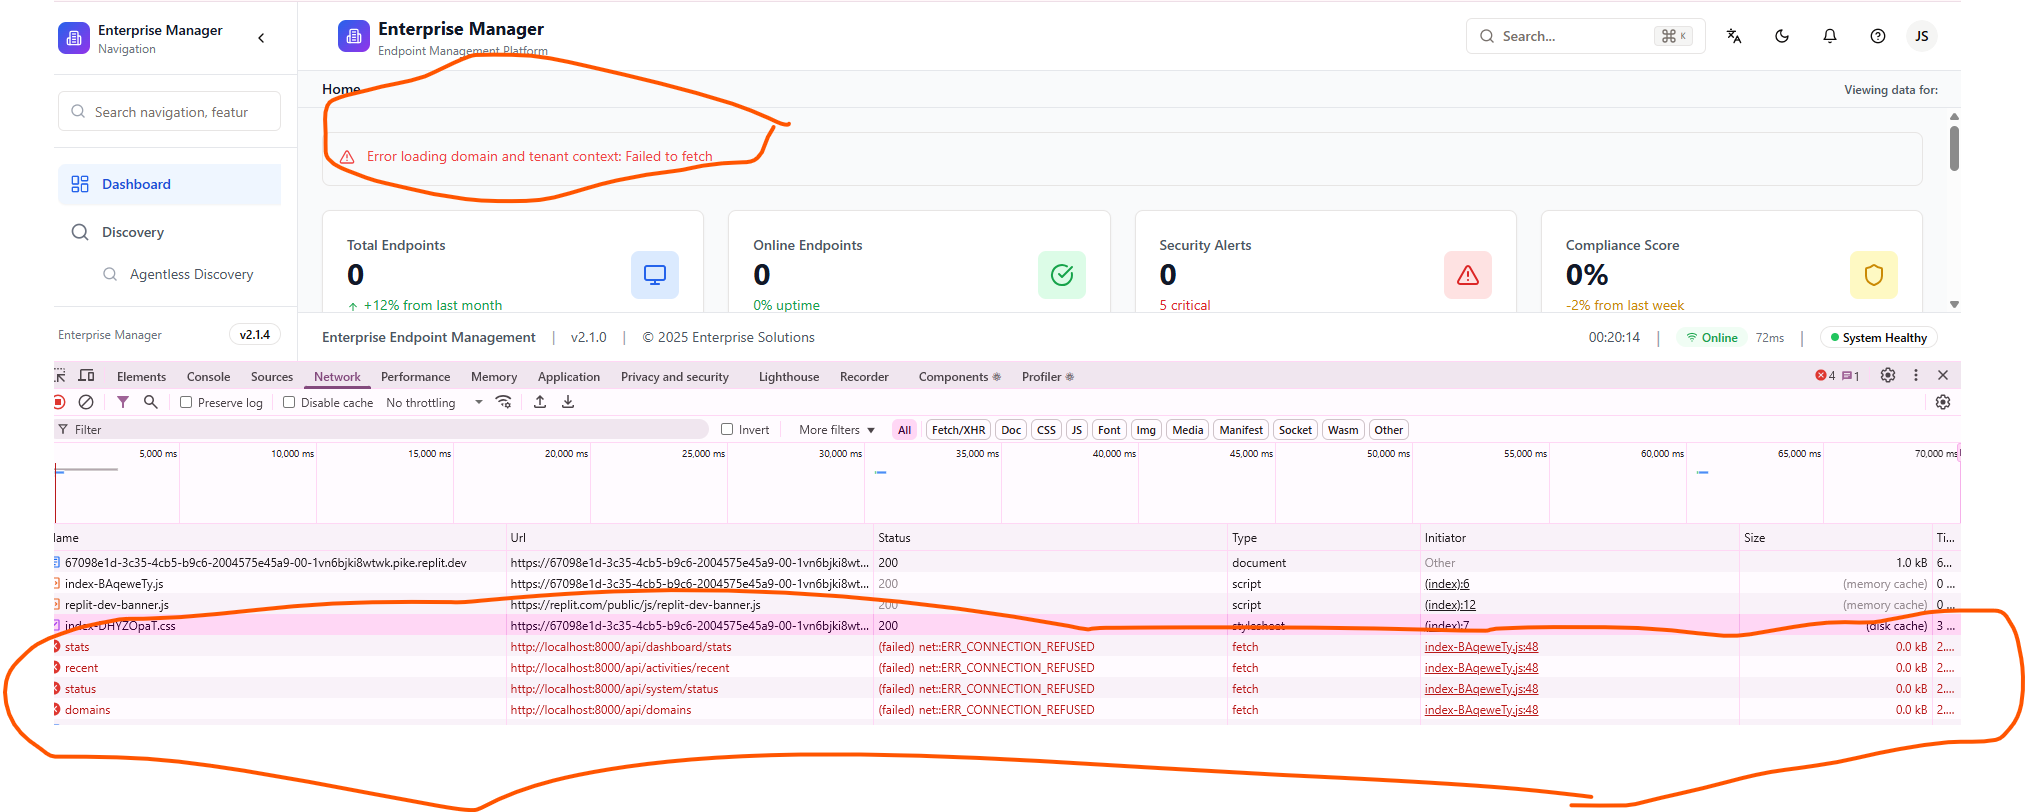 Enterprise Manager
Navigation
Enterprise Manager
Endpoint Management Platform
Search...
⌘ K
JS
Search navigation, featur
Home
Viewing data for:
Error loading domain and tenant context: Failed to fetch
Dashboard
Discovery
Agentless Discovery
Total Endpoints
0
+12% from last month
Online Endpoints
0
0% uptime
Security Alerts
0
5 critical
Compliance Score
0%
-2% from last week
Enterprise Manager
v2.1.4
Enterprise Endpoint Management | v2.1.0 | © 2025 Enterprise Solutions
00:20:14 | Online 72ms | System Healthy
Elements Console Sources Network Performance Memory Application Privacy and security Lighthouse Recorder Components Profiler
4 1
Preserve log Disable cache No throttling
Filter Invert More filters All Fetch/XHR Doc CSS JS Font Img Media Manifest Socket Wasm Other
5,000 ms 10,000 ms 15,000 ms 20,000 ms 25,000 ms 30,000 ms 35,000 ms 40,000 ms 45,000 ms 50,000 ms 55,000 ms 60,000 ms 65,000 ms 70,000 ms
ame Url Status Type Initiator Size Ti...
67098e1d-3c35-4cb5-b9c6-2004575e45a9-00-1vn6bjki8wtwk.pike.replit.dev https://67098e1d-3c35-4cb5-b9c6-2004575e45a9-00-1vn6bjki8wt... 200 document Other 1.0 kB 6...
index-BAqeweTy.js https://67098e1d-3c35-4cb5-b9c6-2004575e45a9-00-1vn6bjki8wt... 200 script (index):6 (memory cache) 0 ...
replit-dev-banner.js https://replit.com/public/js/replit-dev-banner.js 200 script (index):12 (memory cache) 0 ...
index-DHYZOpaT.css https://67098e1d-3c35-4cb5-b9c6-2004575e45a9-00-1vn6bjki8wt... 200 stylesheet (index):7 (disk cache) 3 ...
stats http://localhost:8000/api/dashboard/stats (failed) net::ERR_CONNECTION_REFUSED fetch index-BAqeweTy.js:48 0.0 kB 2....
recent http://localhost:8000/api/activities/recent (failed) net::ERR_CONNECTION_REFUSED fetch index-BAqeweTy.js:48 0.0 kB 2....
status http://localhost:8000/api/system/status (failed) net::ERR_CONNECTION_REFUSED fetch index-BAqeweTy.js:48 0.0 kB 2....
domains http://localhost:8000/api/domains (failed) net::ERR_CONNECTION_REFUSED fetch index-BAqeweTy.js:48 0.0 kB 2....